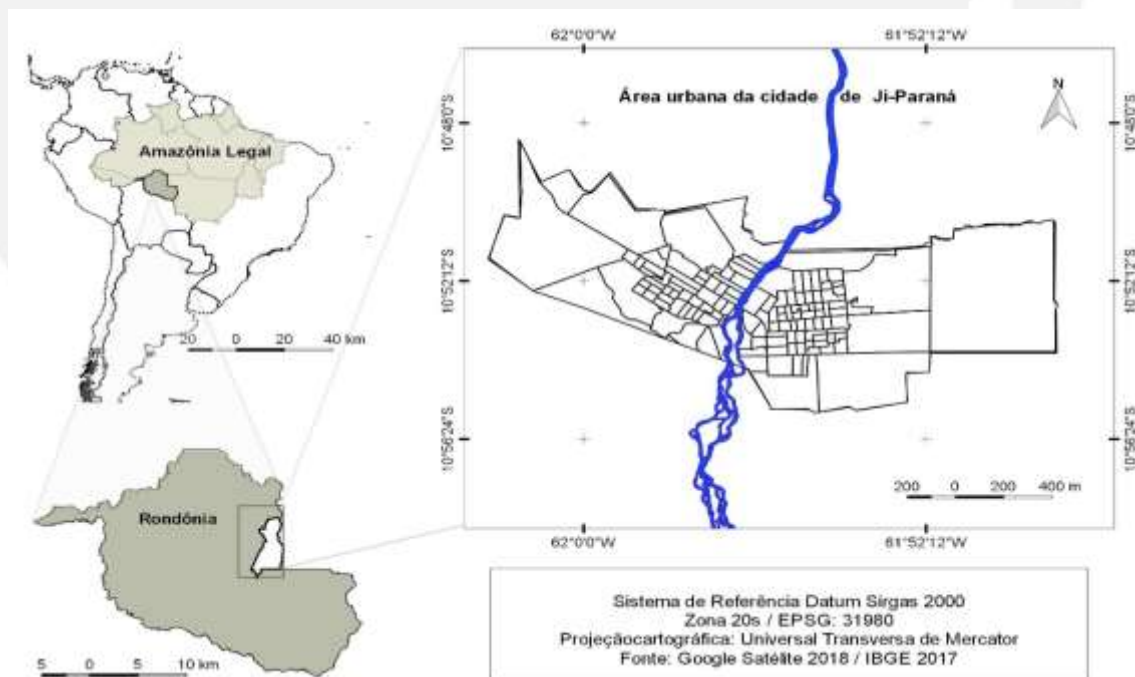 62°0'0"W
61°52'12"W
Área urbana da cidade de Ji-Paraná
N
10°48'0"S
10°48'0"S
Amazônia Legal
10°52'12"S
10°52'12"S
20 0 20 40 km
10°56'24"S
10°56'24"S
200 0 200 400 m
Rondônia
62°0'0"W
61°52'12"W
Sistema de Referência Datum Sirgas 2000
Zona 20s / EPSG: 31980
Projeçãocartográfica: Universal Transversa de Mercator
Fonte: Google Satélite 2018 / IBGE 2017
5 0 5 10 km